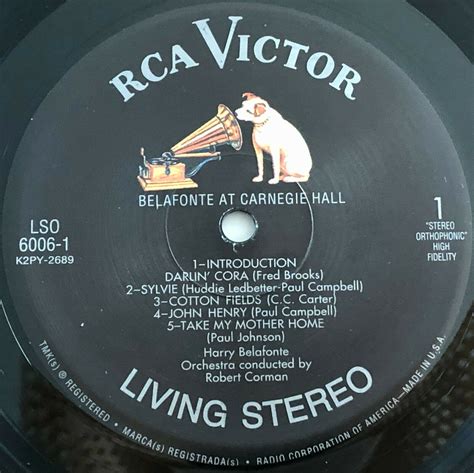 RCA VICTOR
BELAFONTE AT CARNEGIE HALL
LSO
6006-1
K2PY-2689
1
"STEREO
ORTHOPHONIC"
HIGH
FIDELITY
1—INTRODUCTION
DARLIN' CORA (Fred Brooks)
2—SYLVIE (Huddie Ledbetter-Paul Campbell)
3—COTTON FIELDS (C.C. Carter)
4—JOHN HENRY (Paul Campbell)
5—TAKE MY MOTHER HOME
(Paul Johnson)
Harry Belafonte
Orchestra conducted by
Robert Corman
LIVING STEREO
TMK(s) ® REGISTERED • MARCA(s) REGISTRADA(s) • RADIO CORPORATION OF AMERICA—MADE IN U.S.A.